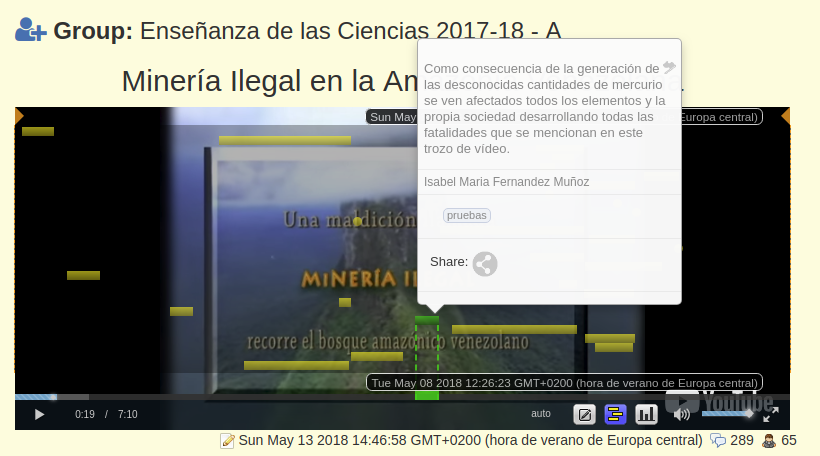 Group: Enseñanza de las Ciencias 2017-18 - A
Minería Ilegal en la Am
Como consecuencia de la generación de
las desconocidas cantidades de mercurio
se ven afectados todos los elementos y la
propia sociedad desarrollando todas las
fatalidades que se mencionan en este
trozo de vídeo.
Sun May
Europa central)
Isabel Maria Fernandez Muñoz
pruebas
Una maldición
Share:
MINERÍA
recorre el bosque amazónico venezolano
Tue May 08 2018 12:26:23 GMT+0200 (hora de verano de Europa central)
YouTube
0:19 / 7:10
auto
Sun May 13 2018 14:46:58 GMT+0200 (hora de verano de Europa central) 289 65